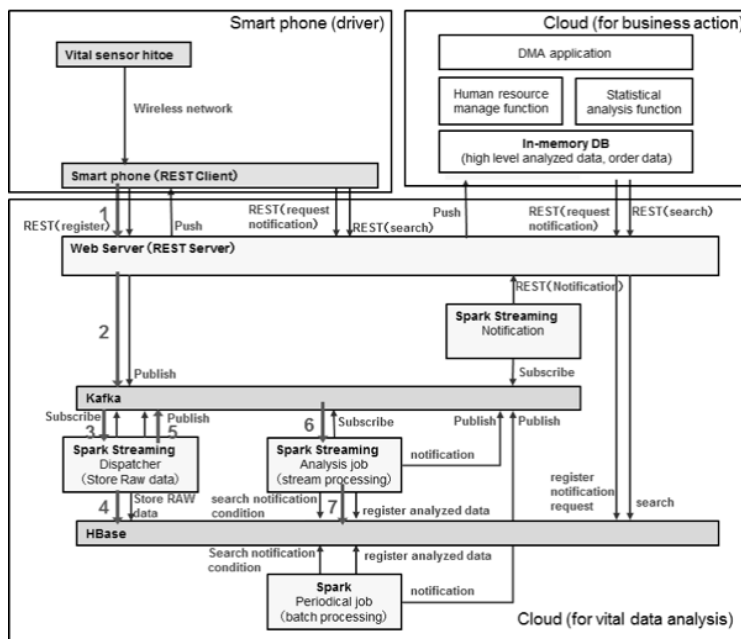 Smart phone (driver)
Cloud (for business action)
Vital sensor hitoe
DMA application
Wireless network
Human resource
manage function
Statistical
analysis function
In-memory DB
(high level analyzed data, order data)
Smart phone (REST Client)
1
REST(register)
Push
REST(request
notification)
REST(search)
Push
REST(request
notification)
REST(search)
Web Server (REST Server)
REST(Notification)
2
Spark Streaming
Notification
Publish
Subscribe
Kafka
Subscribe
3
5
Publish
6
Subscribe
Publish
Publish
Spark Streaming
Dispatcher
(Store Raw data)
Spark Streaming
Analysis job
(stream processing)
notification
4
Store RAW
data
search notification
condition
7
register analyzed data
register
notification
request
search
HBase
Search notification
condition
register analyzed data
Spark
Periodical job
(batch processing)
notification
Cloud (for vital data analysis)